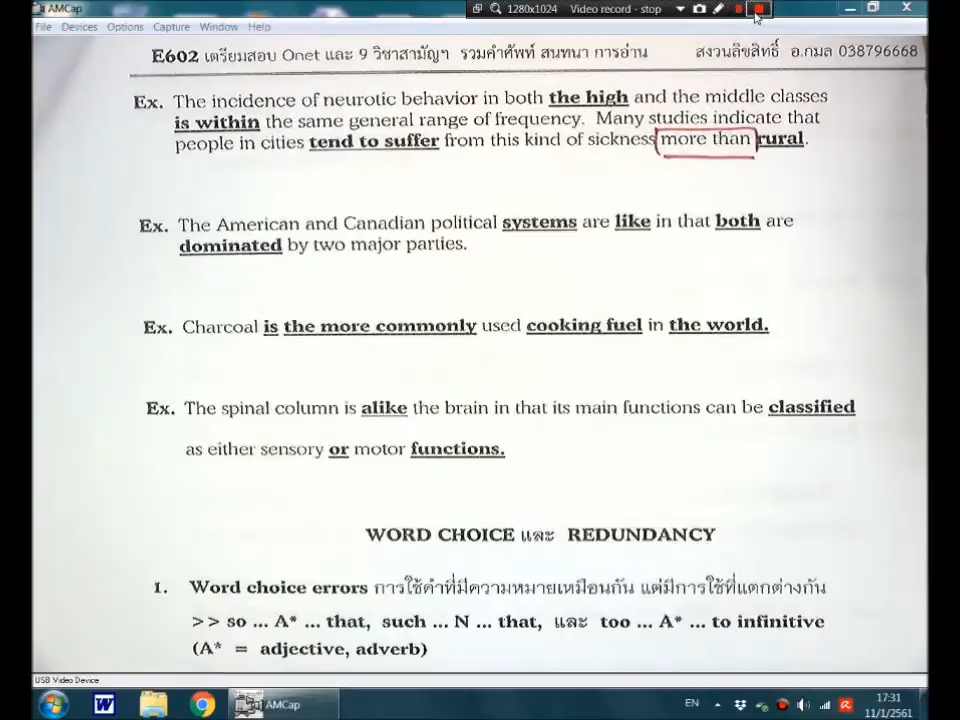 AMCap
1280x1024 Video record - stop
File Devices Options Capture Window Help
E602 เตรียมสอบ Onet และ 9 วิชาสามัญฯ รวมคำศัพท์ สนทนา การอ่าน สงวนลิขสิทธิ์ อ.กมล 038796668
Ex. The incidence of neurotic behavior in both the high and the middle classes
is within the same general range of frequency. Many studies indicate that
people in cities tend to suffer from this kind of sickness more than rural.
Ex. The American and Canadian political systems are like in that both are
dominated by two major parties.
Ex. Charcoal is the more commonly used cooking fuel in the world.
Ex. The spinal column is alike the brain in that its main functions can be classified
as either sensory or motor functions.
WORD CHOICE และ REDUNDANCY
1. Word choice errors การใช้คำที่มีความหมายเหมือนกัน แต่มีการใช้ที่แตกต่างกัน
>> so ... A* ... that, such ... N ... that, และ too ... A* ... to infinitive
(A* = adjective, adverb)
USB Video Device
AMCap
EN
17:31
11/1/2561